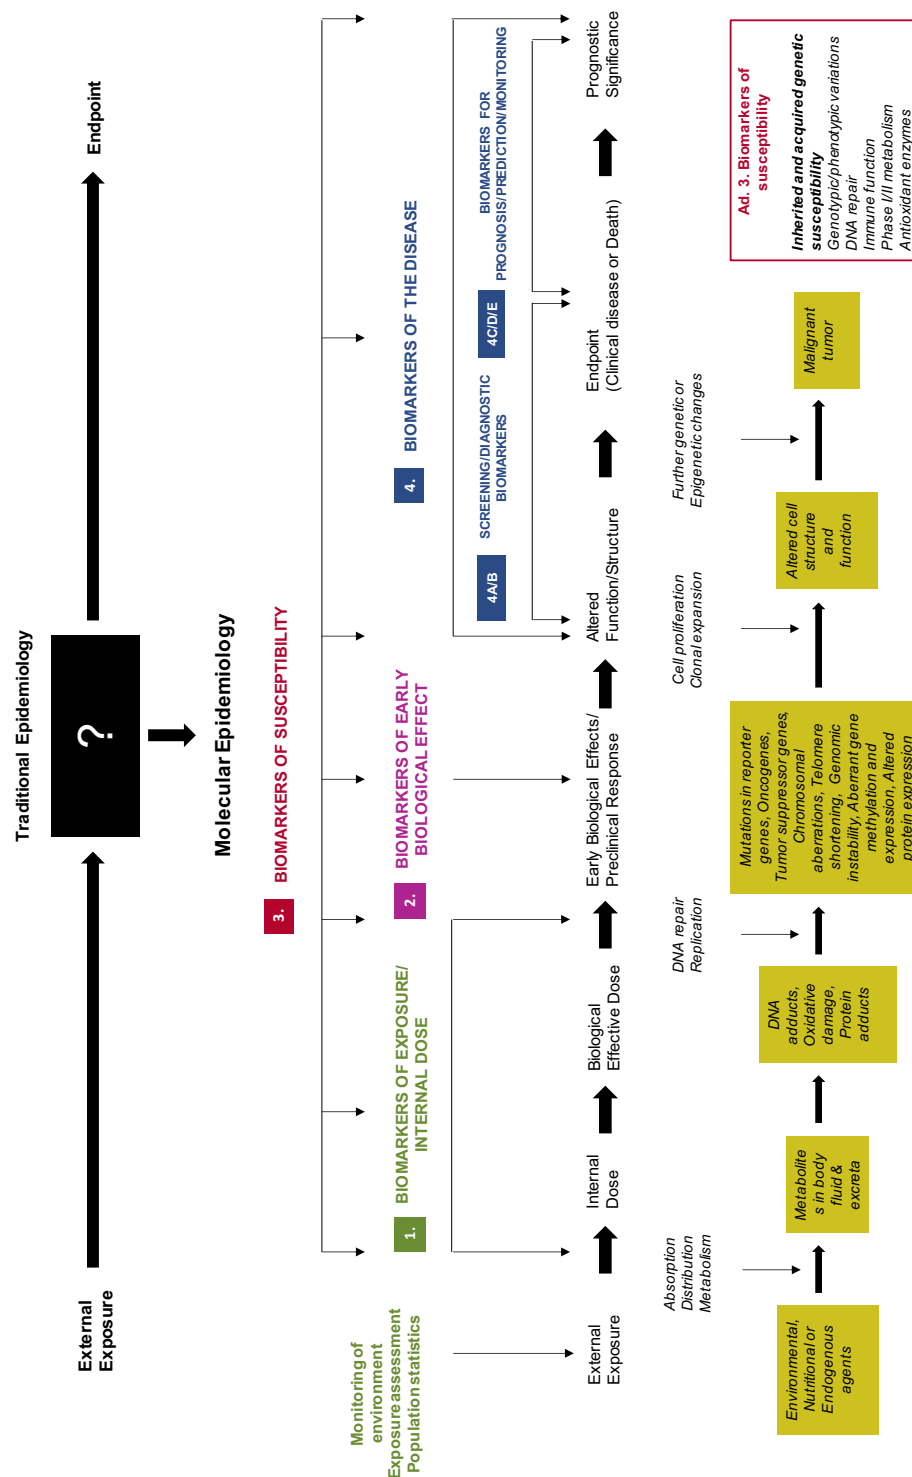 Traditional Epidemiology
External
Exposure
?
Endpoint
Molecular Epidemiology
3.
BIOMARKERS OF SUSCEPTIBILITY
Monitoring of
environment
Exposure assessment
Population statistics
1.
BIOMARKERS OF EXPOSURE/
INTERNAL DOSE
2.
BIOMARKERS OF EARLY
BIOLOGICAL EFFECT
4.
BIOMARKERS OF THE DISEASE
4A/B
SCREENING/DIAGNOSTIC
BIOMARKERS
4C/D/E
BIOMARKERS FOR
PROGNOSIS/PREDICTION/MONITORING
External
Exposure
Internal
Dose
Biological
Effective Dose
Early Biological Effects/
Preclinical Response
Altered
Function/Structure
Endpoint
(Clinical disease or Death)
Prognostic
Significance
Absorption
Distribution
Metabolism
DNA repair
Replication
Cell proliferation
Clonal expansion
Further genetic or
Epigenetic changes
Environmental,
Nutritional or
Endogenous
agents
Metabolite
s in body
fluid &
excreta
DNA
adducts,
Oxidative
damage,
Protein
adducts
Mutations in reporter
genes, Oncogenes,
Tumor suppressor genes,
Chromosomal
aberrations, Telomere
shortening, Genomic
instability, Aberrant gene
methylation and
expression, Altered
protein expression
Altered cell
structure
and
function
Malignant
tumor
Ad. 3. Biomarkers of
susceptibility
Inherited and acquired genetic
susceptibility
Genotypic/phenotypic variations
DNA repair
Immune function
Phase I/II metabolism
Antioxidant enzymes